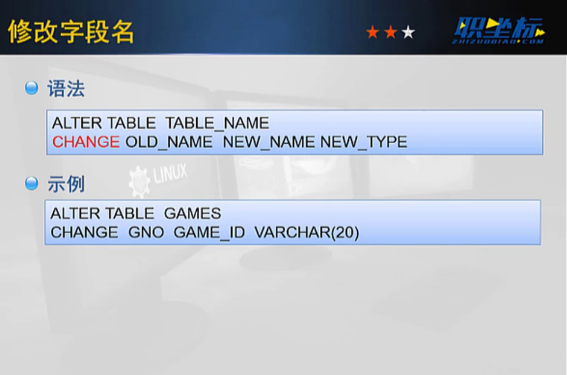 修改字段名
职坐标
ZHIZUOBIAO.COM
语法
ALTER TABLE TABLE_NAME
CHANGE OLD_NAME NEW_NAME NEW_TYPE
LINUX
示例
ALTER TABLE GAMES
CHANGE GNO GAME_ID VARCHAR(20)